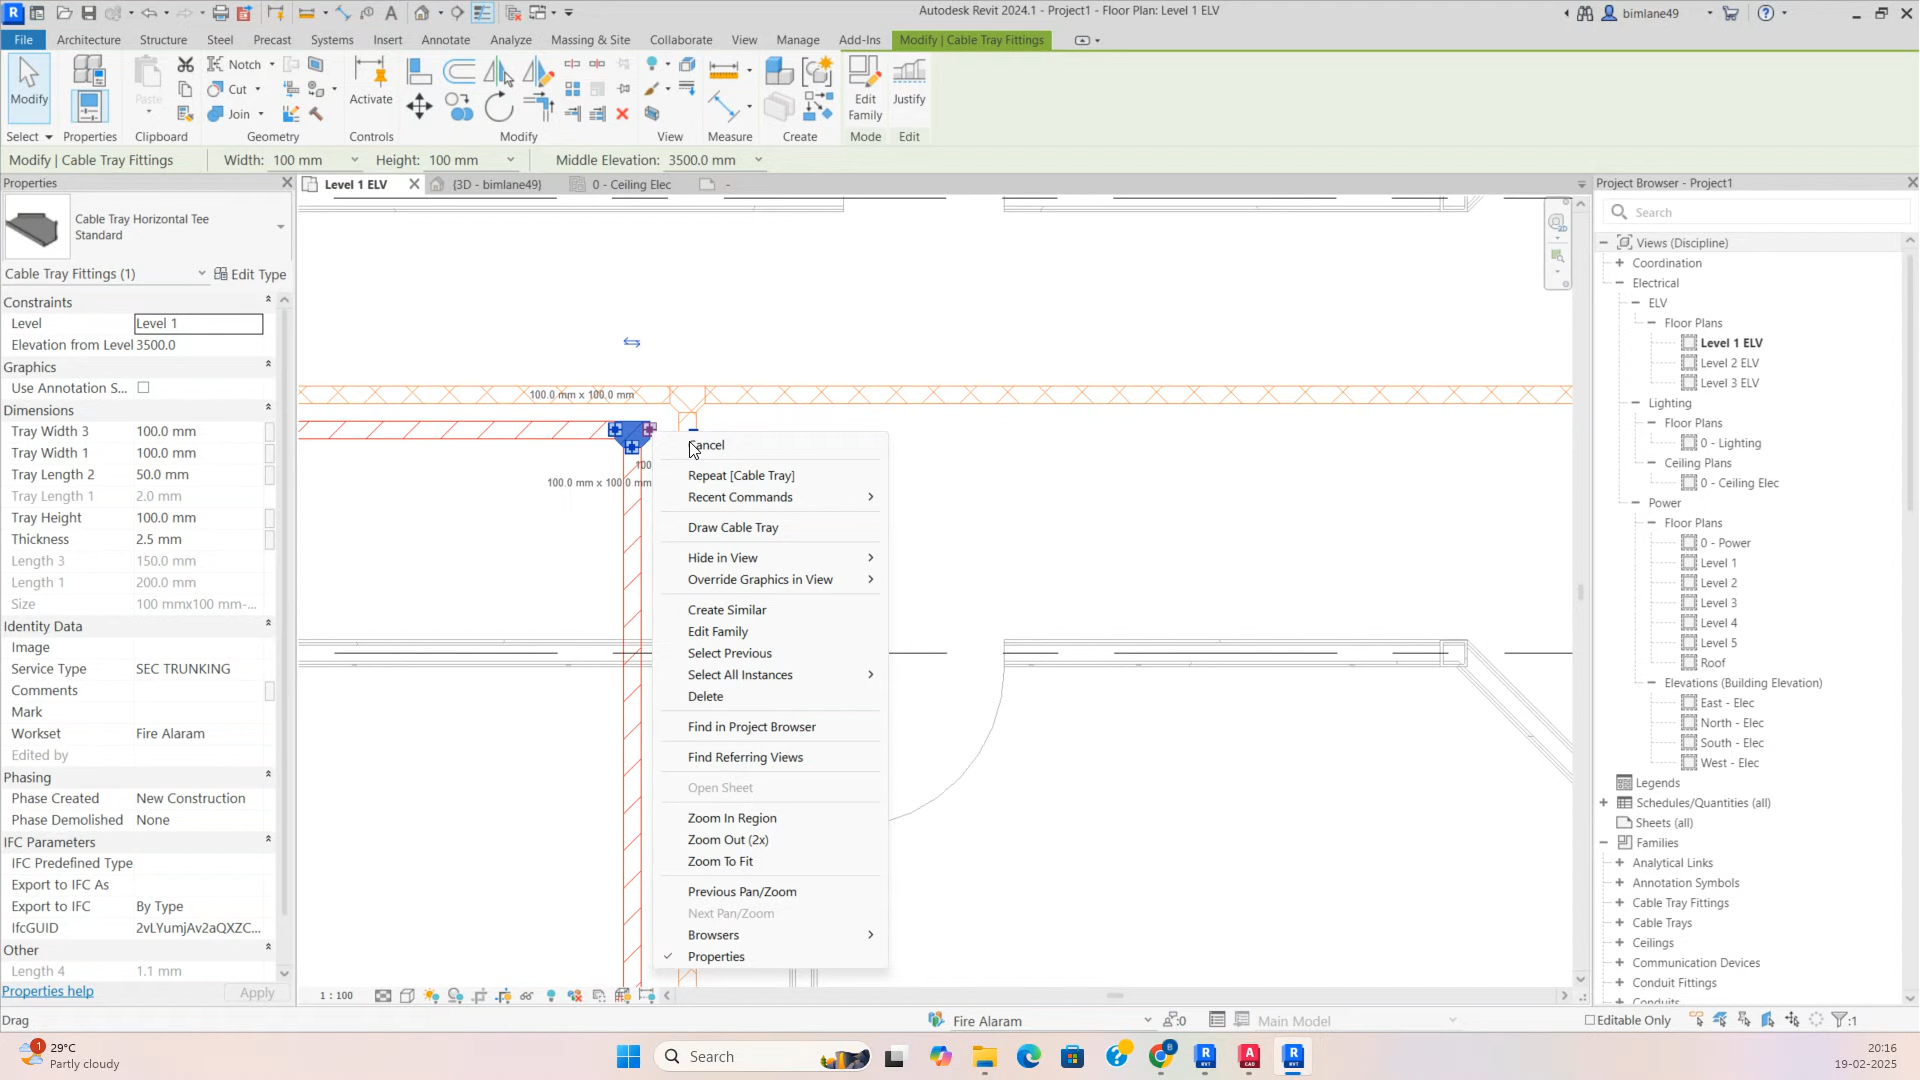 Autodesk Revit 2024.1 - Project1 - Floor Plan: Level 1 ELV
bimlane49
File Architecture Structure Steel Precast Systems Insert Annotate Analyze Massing & Site Collaborate View Manage Add-Ins Modify | Cable Tray Fittings
Modify
Paste
Notch
Cut
Join
Activate
Edit Family
Justify
Select Properties Clipboard Geometry Controls Modify View Measure Create Mode Edit
Modify | Cable Tray Fittings Width: 100 mm Height: 100 mm Middle Elevation: 3500.0 mm
Properties
Cable Tray Horizontal Tee
Standard
Cable Tray Fittings (1) Edit Type
Constraints
Level Level 1
Elevation from Level 3500.0
Graphics
Use Annotation S...
Dimensions
Tray Width 3 100.0 mm
Tray Width 1 100.0 mm
Tray Length 2 50.0 mm
Tray Length 1 2.0 mm
Tray Height 100.0 mm
Thickness 2.5 mm
Length 3 150.0 mm
Length 1 200.0 mm
Size 100 mmx100 mm-...
Identity Data
Image
Service Type SEC TRUNKING
Comments
Mark
Workset Fire Alaram
Edited by
Phasing
Phase Created New Construction
Phase Demolished None
IFC Parameters
IFC Predefined Type
Export to IFC As
Export to IFC By Type
IfcGUID 2vLYumjAv2aQXZC...
Other
Length 4 1.1 mm
Properties help Apply
Level 1 ELV {3D - bimlane49} 0 - Ceiling Elec -
100.0 mm x 100.0 mm
100
100.0 mm x 100.0 mm
Cancel
Repeat [Cable Tray]
Recent Commands
Draw Cable Tray
Hide in View
Override Graphics in View
Create Similar
Edit Family
Select Previous
Select All Instances
Delete
Find in Project Browser
Find Referring Views
Open Sheet
Zoom In Region
Zoom Out (2x)
Zoom To Fit
Previous Pan/Zoom
Next Pan/Zoom
Browsers
Properties
1 : 100
Project Browser - Project1
Search
Views (Discipline)
Coordination
Electrical
ELV
Floor Plans
Level 1 ELV
Level 2 ELV
Level 3 ELV
Lighting
Floor Plans
0 - Lighting
Ceiling Plans
0 - Ceiling Elec
Power
Floor Plans
0 - Power
Level 1
Level 2
Level 3
Level 4
Level 5
Roof
Elevations (Building Elevation)
East - Elec
North - Elec
South - Elec
West - Elec
Legends
Schedules/Quantities (all)
Sheets (all)
Families
Analytical Links
Annotation Symbols
Cable Tray Fittings
Cable Trays
Ceilings
Communication Devices
Conduit Fittings
Conduits
Drag Fire Alaram :0 Main Model Editable Only :1
1
29°C
Partly cloudy
Search
20:16
19-02-2025